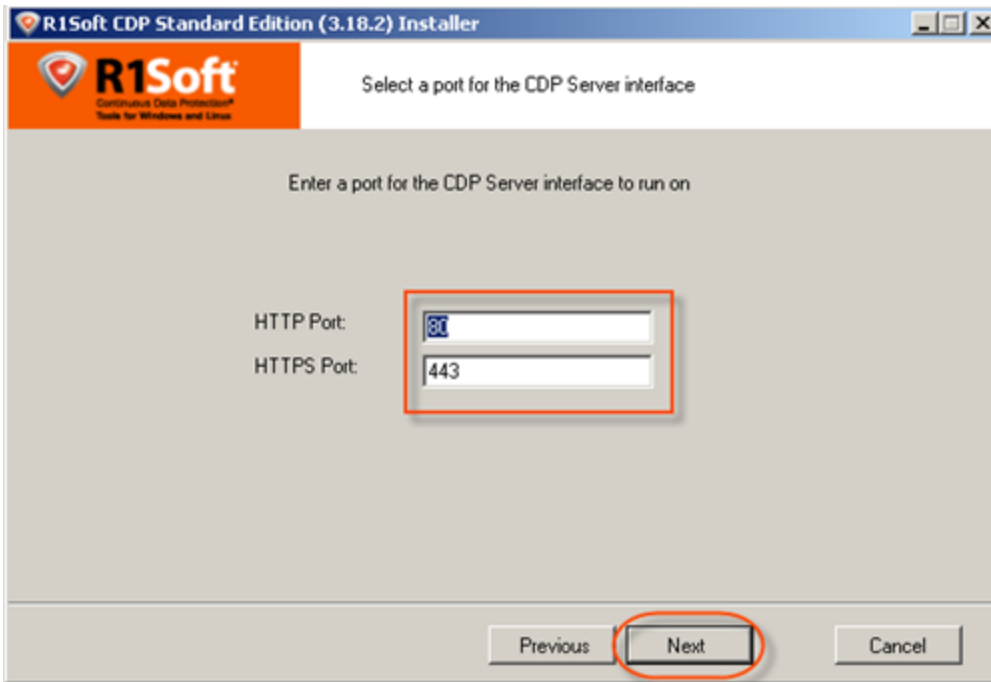 R1Soft CDP Standard Edition (3.18.2) Installer
R1Soft
Continuous Data Protection®
Tools for Windows and Linux
Select a port for the CDP Server interface
Enter a port for the CDP Server interface to run on
HTTP Port: 80
HTTPS Port: 443
Previous Next Cancel